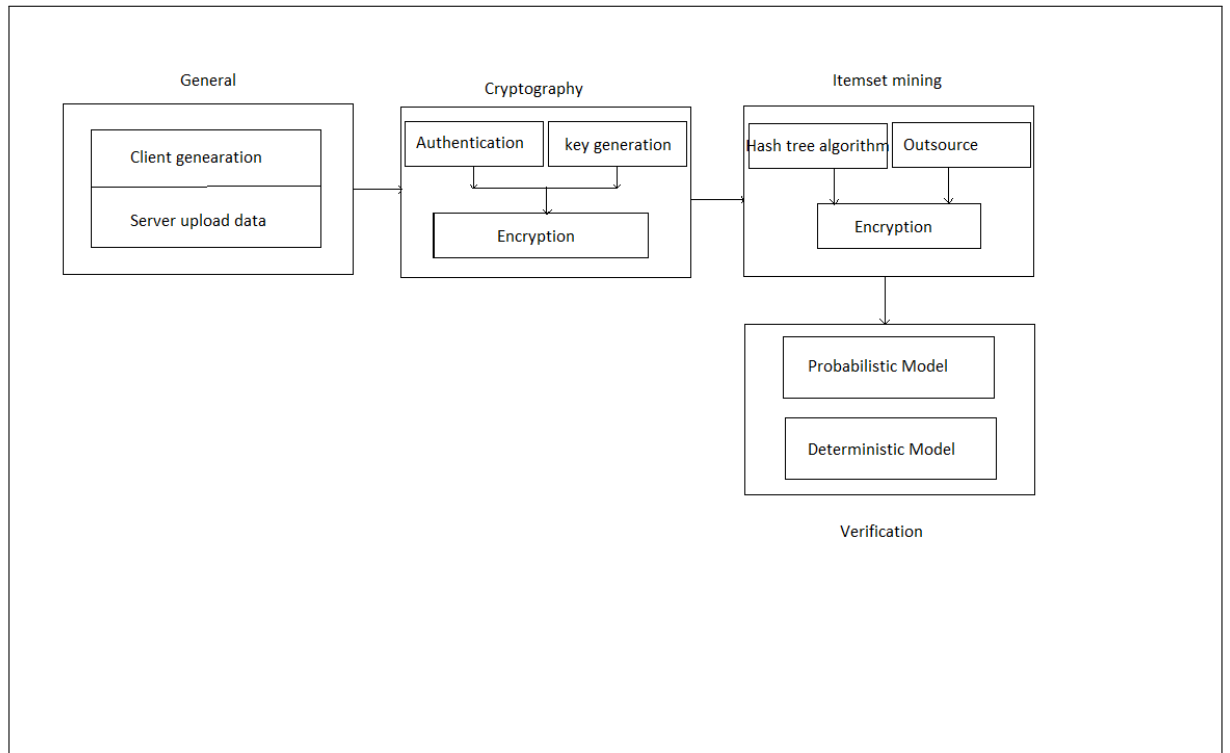 General
Client genearation
Server upload data
Cryptography
Authentication
key generation
Encryption
Itemset mining
Hash tree algorithm
Outsource
Encryption
Probabilistic Model
Deterministic Model
Verification